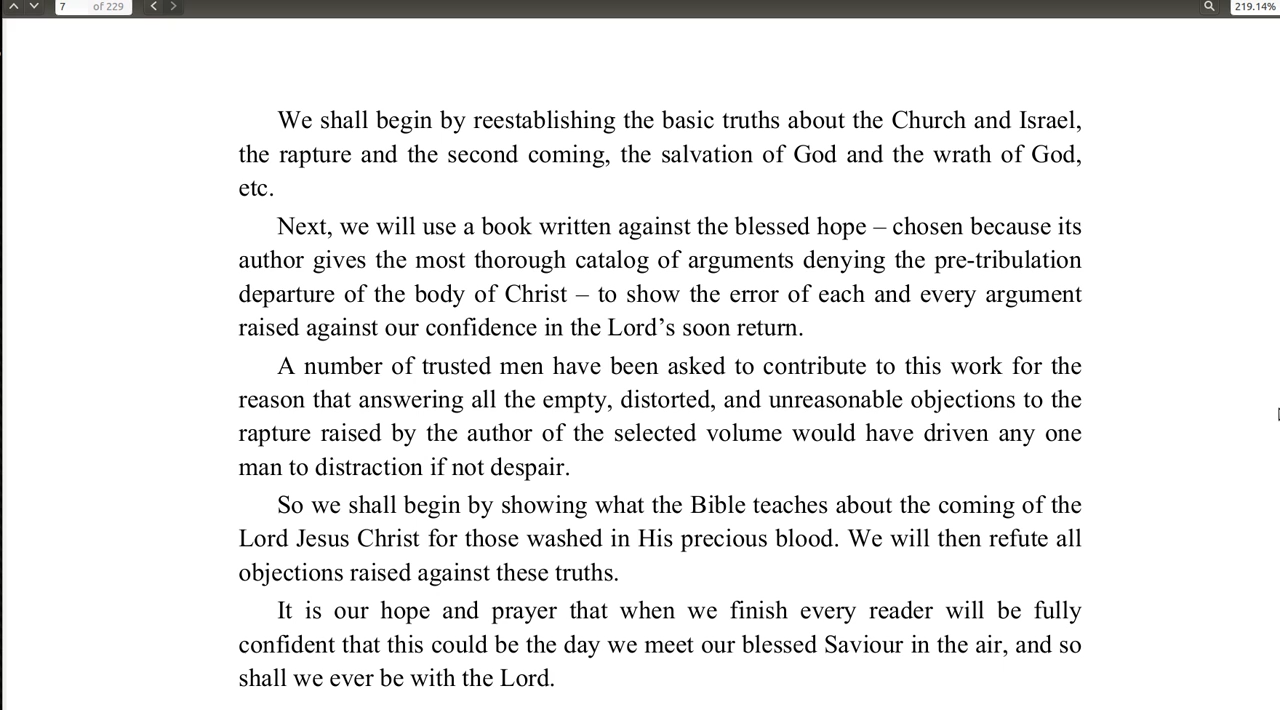 7 of 229 219.14%
We shall begin by reestablishing the basic truths about the Church and Israel,
the rapture and the second coming, the salvation of God and the wrath of God,
etc.
Next, we will use a book written against the blessed hope – chosen because its
author gives the most thorough catalog of arguments denying the pre-tribulation
departure of the body of Christ – to show the error of each and every argument
raised against our confidence in the Lord’s soon return.
A number of trusted men have been asked to contribute to this work for the
reason that answering all the empty, distorted, and unreasonable objections to the
rapture raised by the author of the selected volume would have driven any one
man to distraction if not despair.
So we shall begin by showing what the Bible teaches about the coming of the
Lord Jesus Christ for those washed in His precious blood. We will then refute all
objections raised against these truths.
It is our hope and prayer that when we finish every reader will be fully
confident that this could be the day we meet our blessed Saviour in the air, and so
shall we ever be with the Lord.